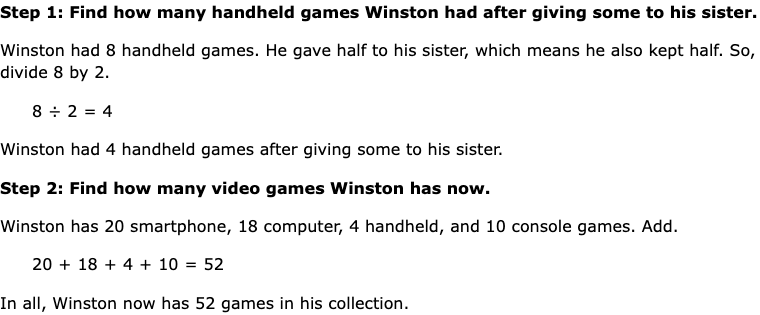 Step 1: Find how many handheld games Winston had after giving some to his sister.
Winston had 8 handheld games. He gave half to his sister, which means he also kept half. So,
divide 8 by 2.
8 ÷ 2 = 4
Winston had 4 handheld games after giving some to his sister.
Step 2: Find how many video games Winston has now.
Winston has 20 smartphone, 18 computer, 4 handheld, and 10 console games. Add.
20 + 18 + 4 + 10 = 52
In all, Winston now has 52 games in his collection.